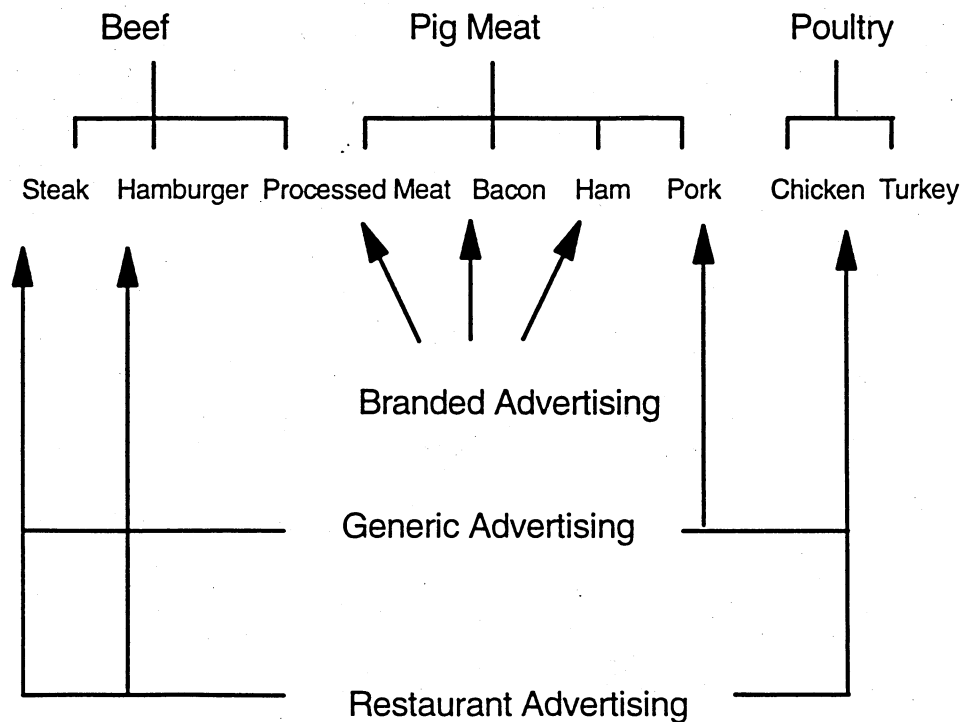 Beef Pig Meat Poultry
Steak Hamburger Processed Meat Bacon Ham Pork Chicken Turkey
Branded Advertising
Generic Advertising
Restaurant Advertising